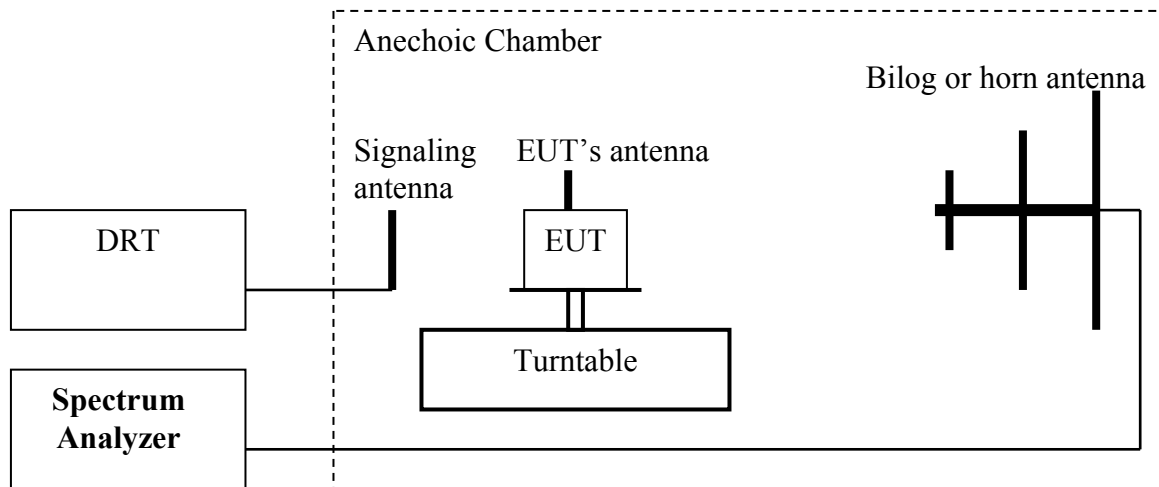 Anechoic Chamber
Bilog or horn antenna
Signaling
antenna
EUT’s antenna
DRT
EUT
Turntable
Spectrum
Analyzer